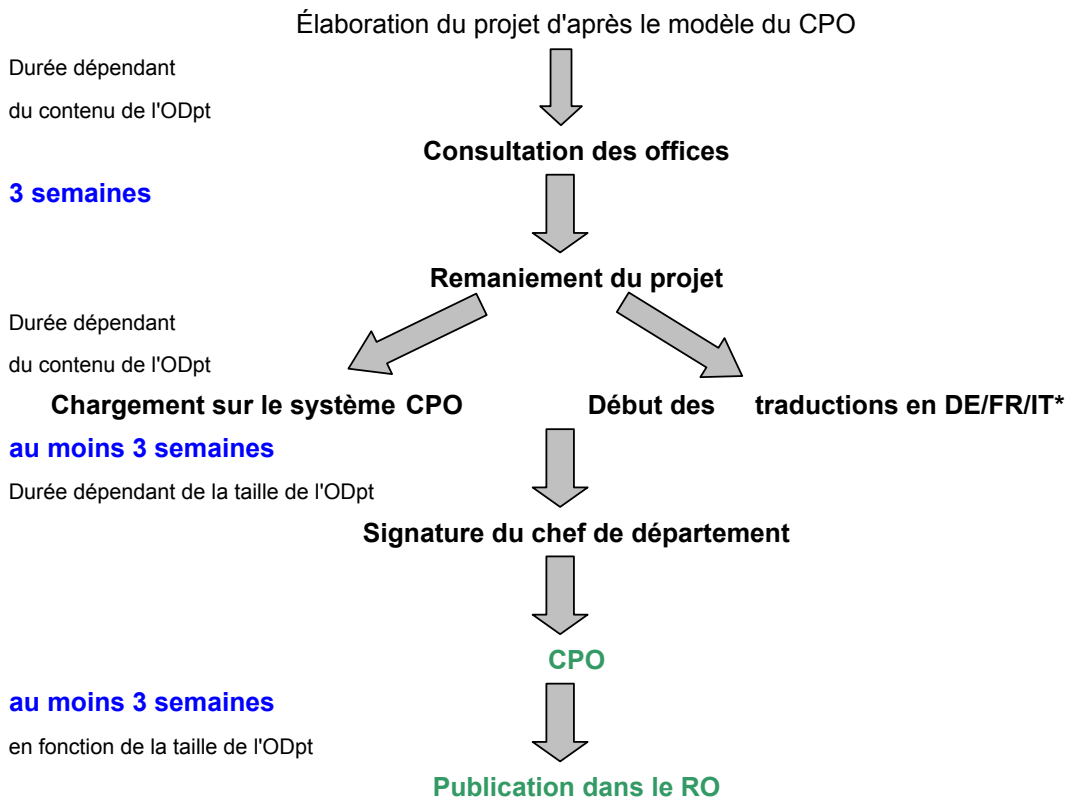 Élaboration du projet d'après le modèle du CPO
Durée dépendant
du contenu de l'ODpt
Consultation des offices
3 semaines
Remaniement du projet
Durée dépendant
du contenu de l'ODpt
Chargement sur le système CPO Début des traductions en DE/FR/IT*
au moins 3 semaines
Durée dépendant de la taille de l'ODpt
Signature du chef de département
CPO
au moins 3 semaines
en fonction de la taille de l'ODpt
Publication dans le RO